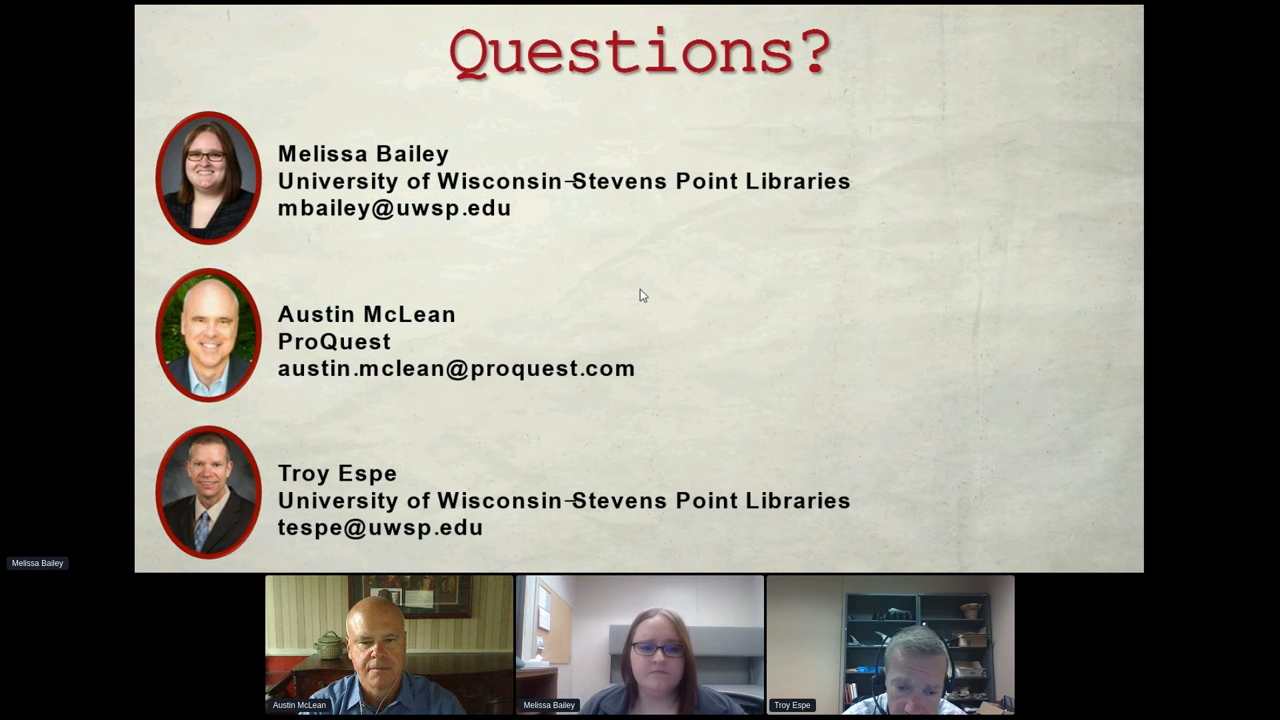 Questions?
Melissa Bailey
University of Wisconsin–Stevens Point Libraries
mbailey@uwsp.edu
Austin McLean
ProQuest
austin.mclean@proquest.com
Troy Espe
University of Wisconsin–Stevens Point Libraries
tespe@uwsp.edu
Melissa Bailey
Austin McLean
Melissa Bailey
Troy Espe